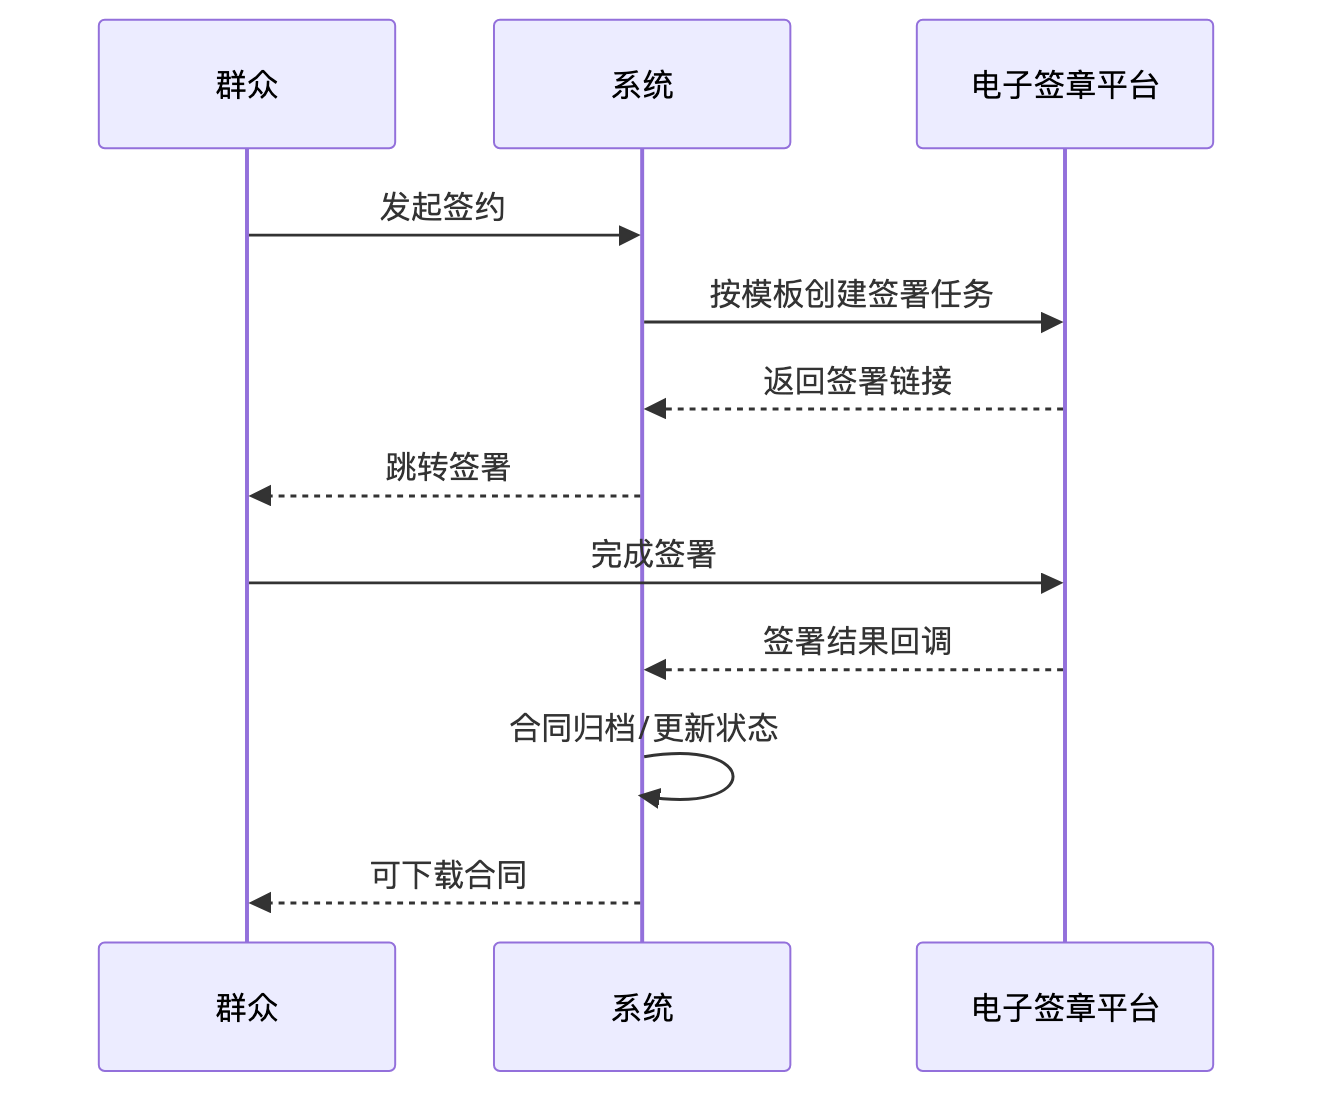 群众
系统
电子签章平台
发起签约
按模板创建签署任务
返回签署链接
跳转签署
完成签署
签署结果回调
合同归档/更新状态
可下载合同
群众
系统
电子签章平台